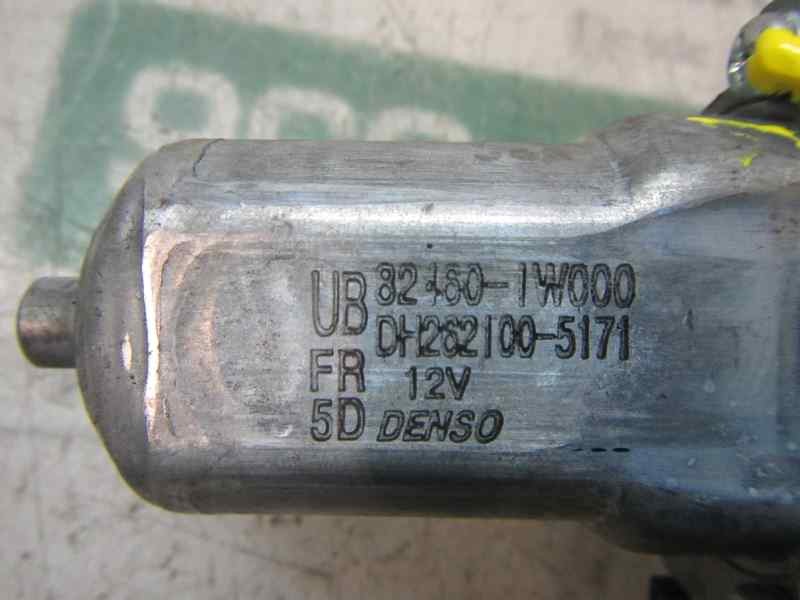 UB 82460-1W000
DH262100-5171
FR 12V
5D DENSO